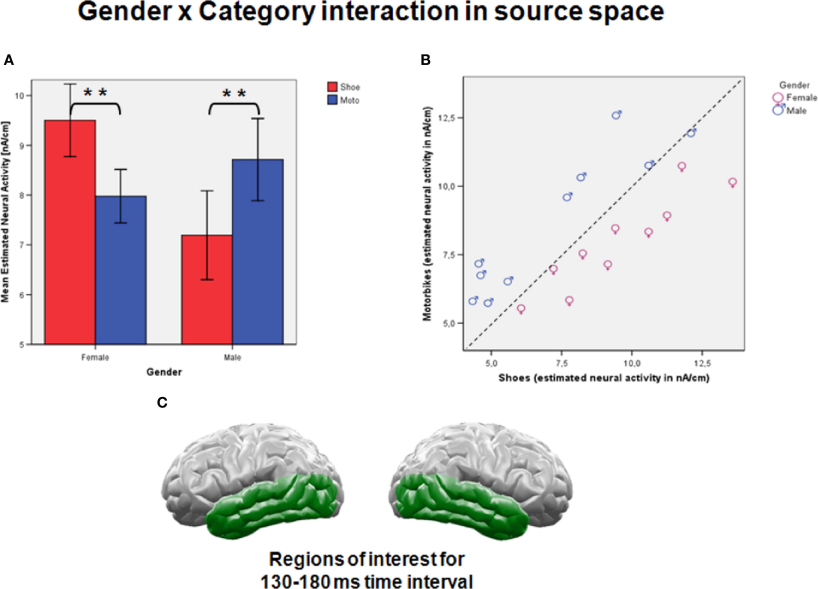 Gender x Category interaction in source space
A
Mean Estimated Neural Activity [nA/cm]
10
9
8
7
6
5
* *
* *
Female
Male
Gender
Shoe
Moto
B
Motorbikes (estimated neural activity in nA/cm)
12,5
10,0
7,5
5,0
5,0
7,5
10,0
12,5
Shoes (estimated neural activity in nA/cm)
Gender
Female
Male
C
Regions of interest for
130-180 ms time interval